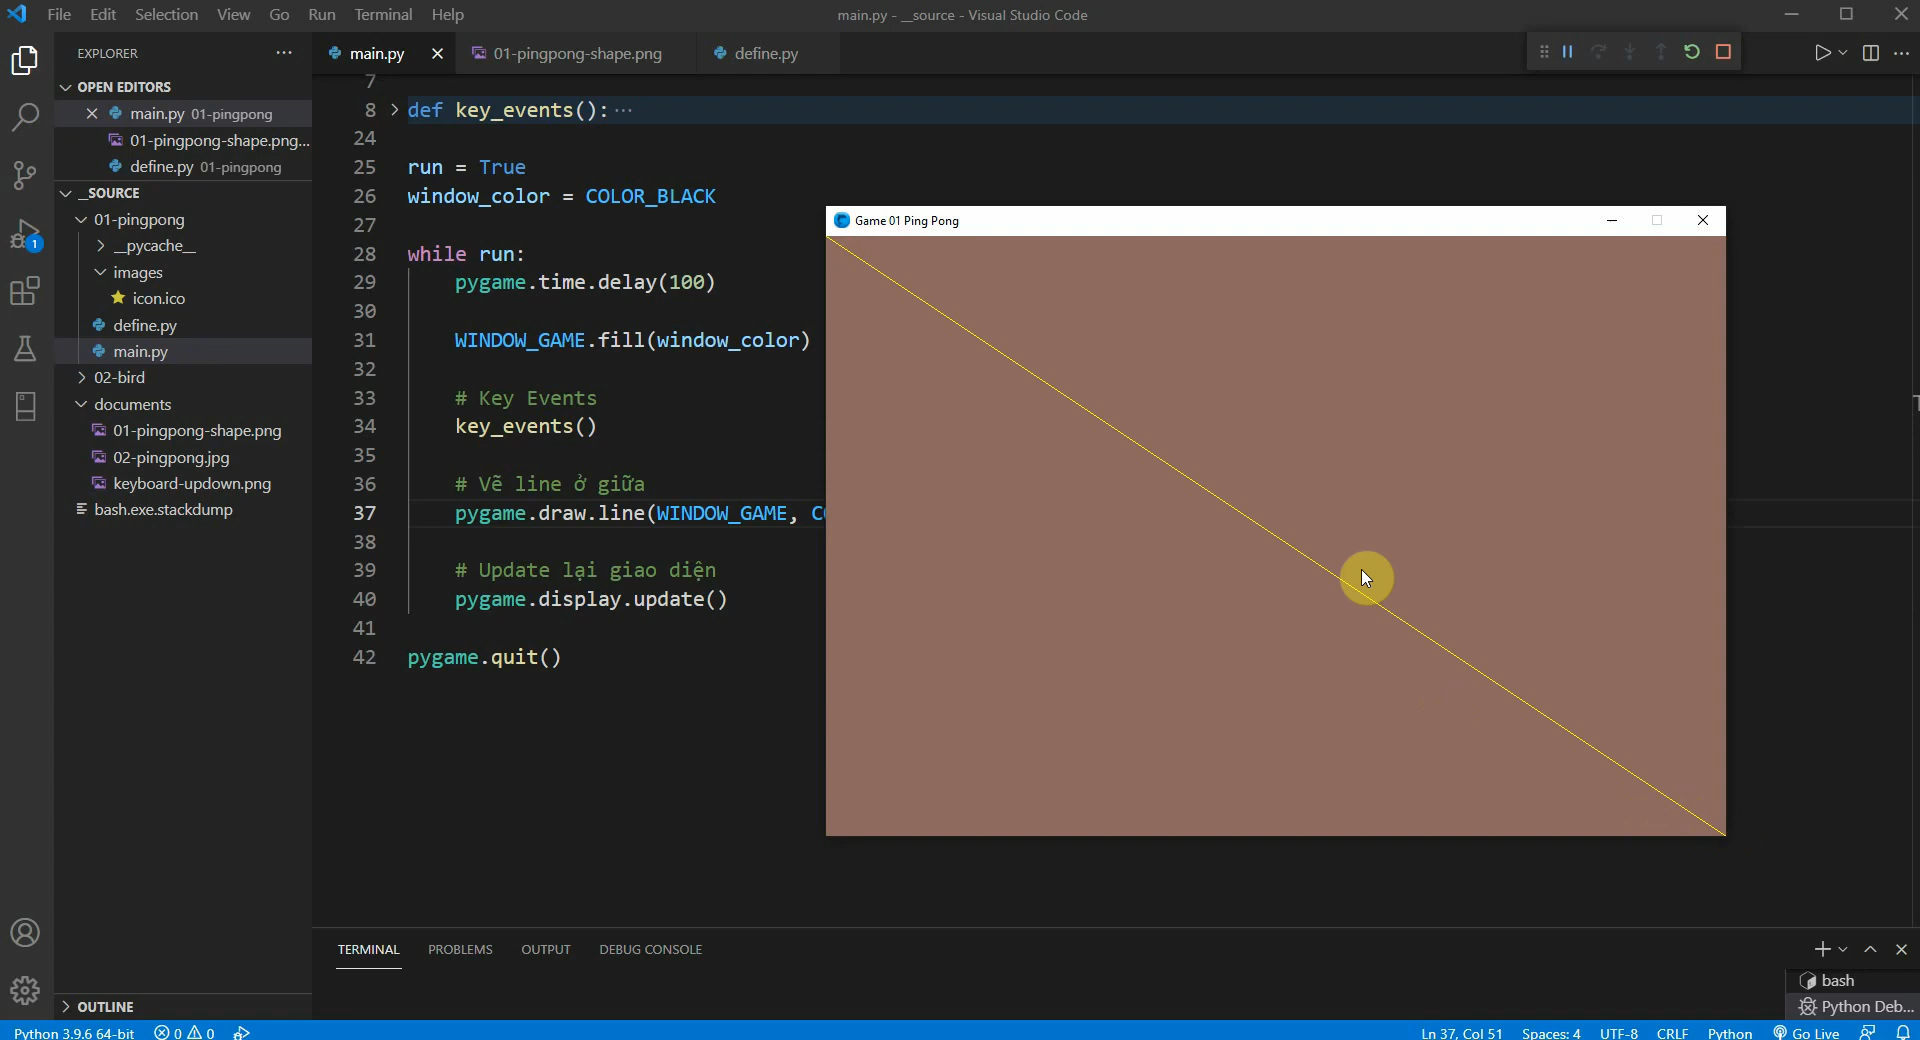 File Edit Selection View Go Run Terminal Help
main.py - __source - Visual Studio Code
EXPLORER
main.py
01-pingpong-shape.png
define.py
OPEN EDITORS
main.py 01-pingpong
01-pingpong-shape.png...
define.py 01-pingpong
_SOURCE
01-pingpong
__pycache__
images
icon.ico
define.py
main.py
02-bird
documents
01-pingpong-shape.png
02-pingpong.jpg
keyboard-updown.png
bash.exe.stackdump
OUTLINE
7
8 def key_events(): ...
24
25 run = True
26 window_color = COLOR_BLACK
27
28 while run:
29 pygame.time.delay(100)
30
31 WINDOW_GAME.fill(window_color)
32
33 # Key Events
34 key_events()
35
36 # Vẽ line ở giữa
37 pygame.draw.line(WINDOW_GAME, C
38
39 # Update lại giao diện
40 pygame.display.update()
41
42 pygame.quit()
Game 01 Ping Pong
TERMINAL PROBLEMS OUTPUT DEBUG CONSOLE
bash
Python Deb...
1
Python 3.9.6 64-bit 0 0
Ln 37, Col 51 Spaces: 4 UTF-8 CRLF Python Go Live